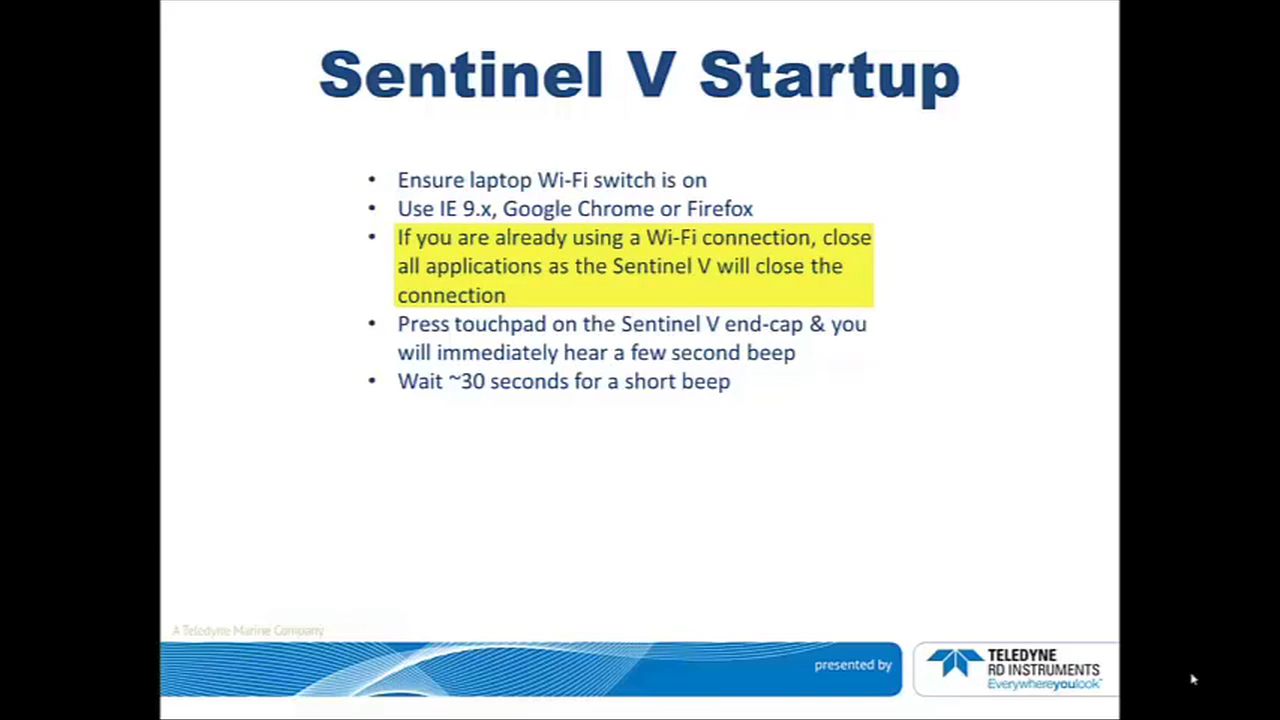 Sentinel V Startup
• Ensure laptop Wi-Fi switch is on
• Use IE 9.x, Google Chrome or Firefox
• If you are already using a Wi-Fi connection, close
all applications as the Sentinel V will close the
connection
• Press touchpad on the Sentinel V end-cap & you
will immediately hear a few second beep
• Wait ~30 seconds for a short beep
A Teledyne Marine Company
presented by
TELEDYNE
RD INSTRUMENTS
Everywhereyoulook™